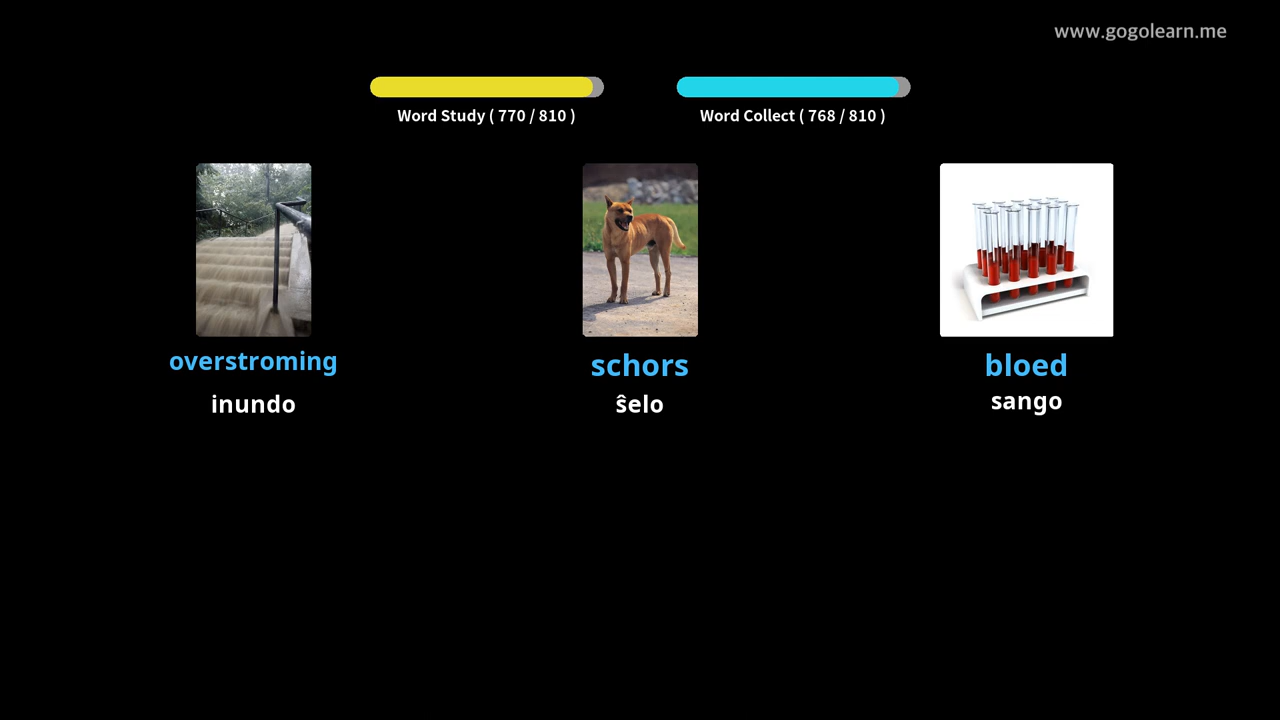 www.gogolearn.me
Word Study ( 770 / 810 )
Word Collect ( 768 / 810 )
overstroming
schors
bloed
inundo
ŝelo
sango